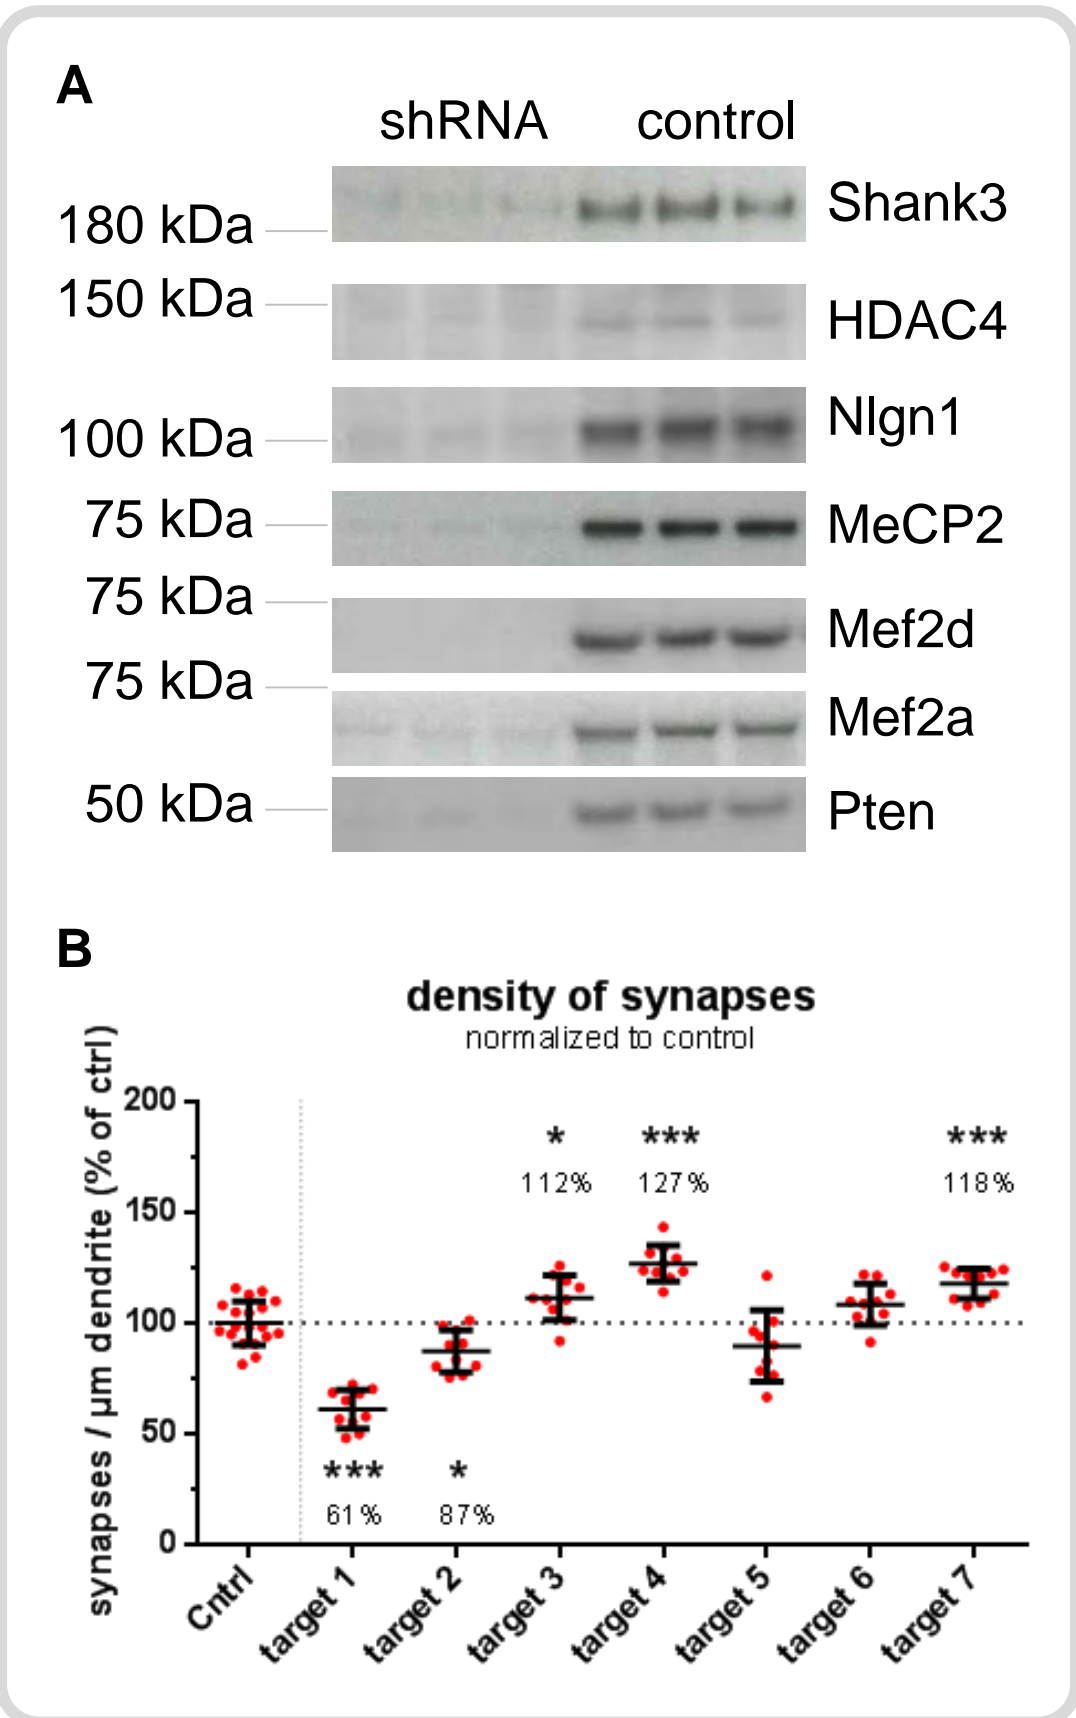 A
shRNA control
180 kDa Shank3
150 kDa HDAC4
100 kDa Nlgn1
75 kDa MeCP2
75 kDa Mef2d
75 kDa Mef2a
50 kDa Pten
B
density of synapses
normalized to control
synapses / µm dendrite (% of ctrl)
200
150
100
50
0
* *** ***
112% 127% 118%
*** *
61% 87%
Cntrl target 1 target 2 target 3 target 4 target 5 target 6 target 7